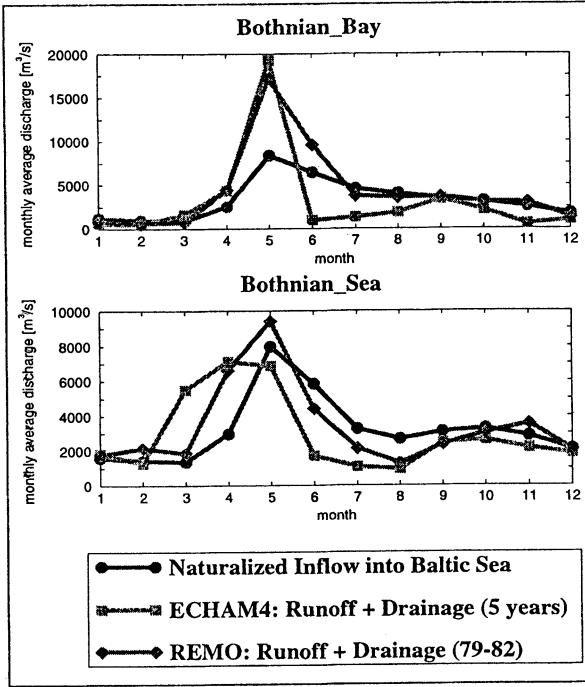 Bothnian_Bay
monthly average discharge [m³/s]
20000
15000
10000
5000
0
1 2 3 4 5 6 7 8 9 10 11 12
month
Bothnian_Sea
monthly average discharge [m³/s]
10000
8000
6000
4000
2000
0
1 2 3 4 5 6 7 8 9 10 11 12
month
Naturalized Inflow into Baltic Sea
ECHAM4: Runoff + Drainage (5 years)
REMO: Runoff + Drainage (79-82)